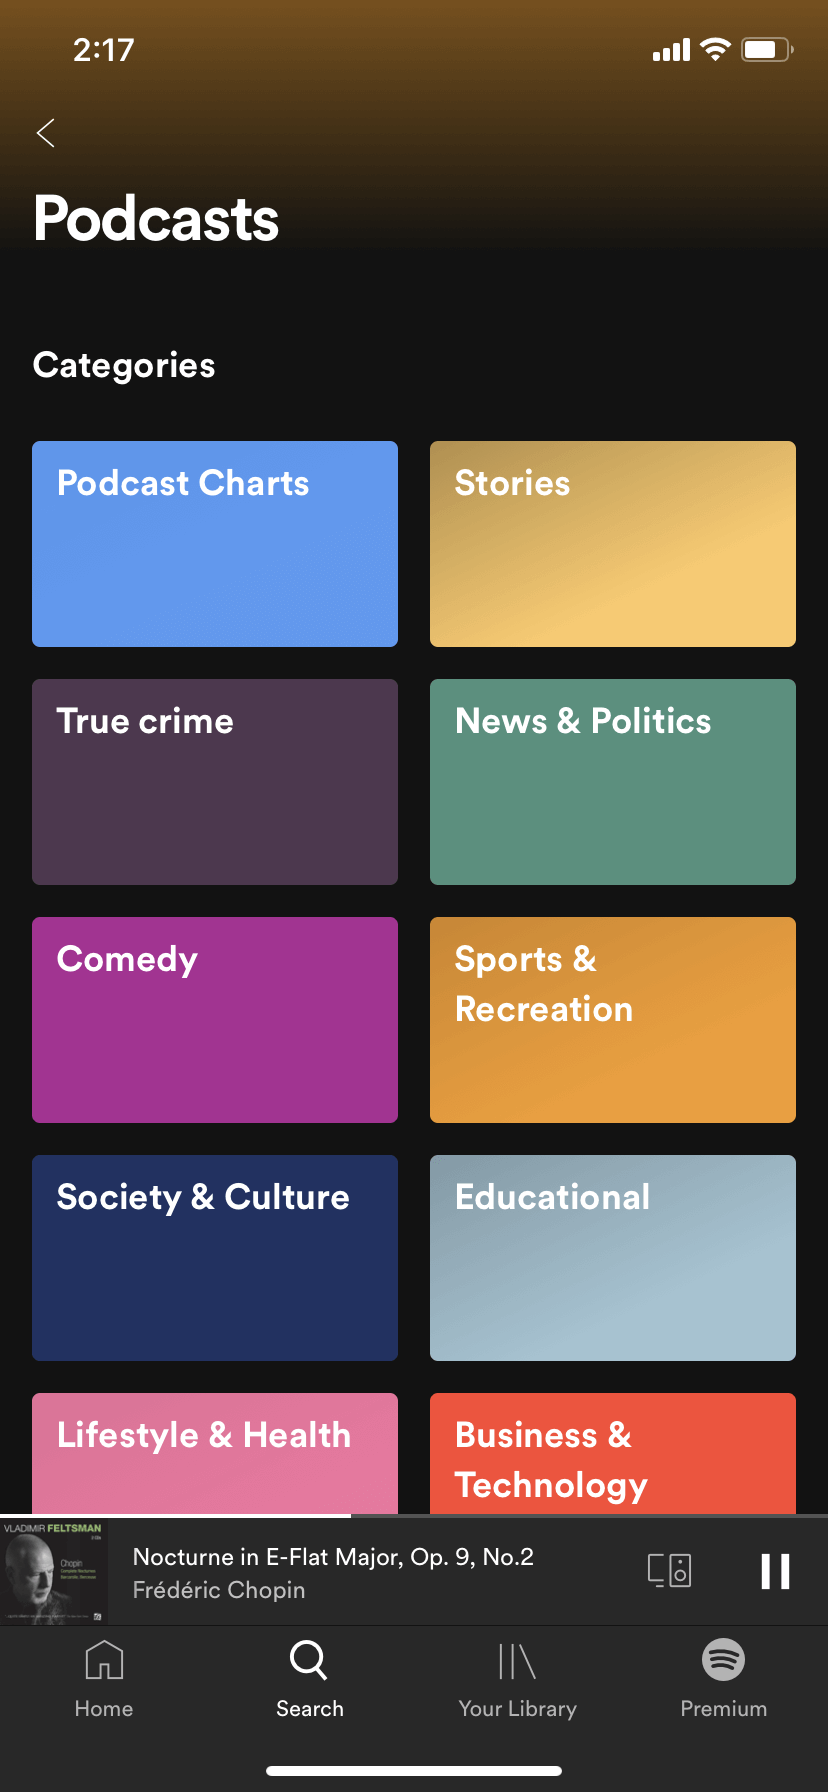 2:17
Podcasts
Categories
Podcast Charts
Stories
True crime
News & Politics
Comedy
Sports &
Recreation
Society & Culture
Educational
Lifestyle & Health
Business &
Technology
VLADIMIR FELTSMAN
Chopin
Nocturne in E-Flat Major, Op. 9, No.2
Frédéric Chopin
Home
Search
Your Library
Premium